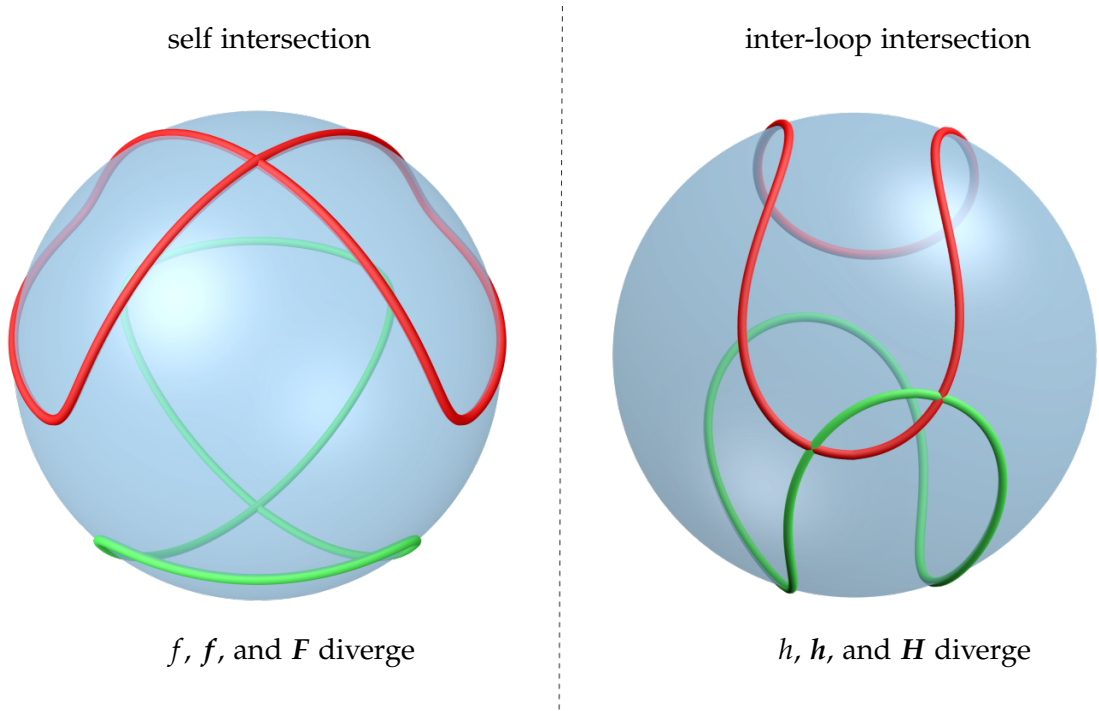 self intersection
inter-loop intersection
f, f, and F diverge
h, h, and H diverge